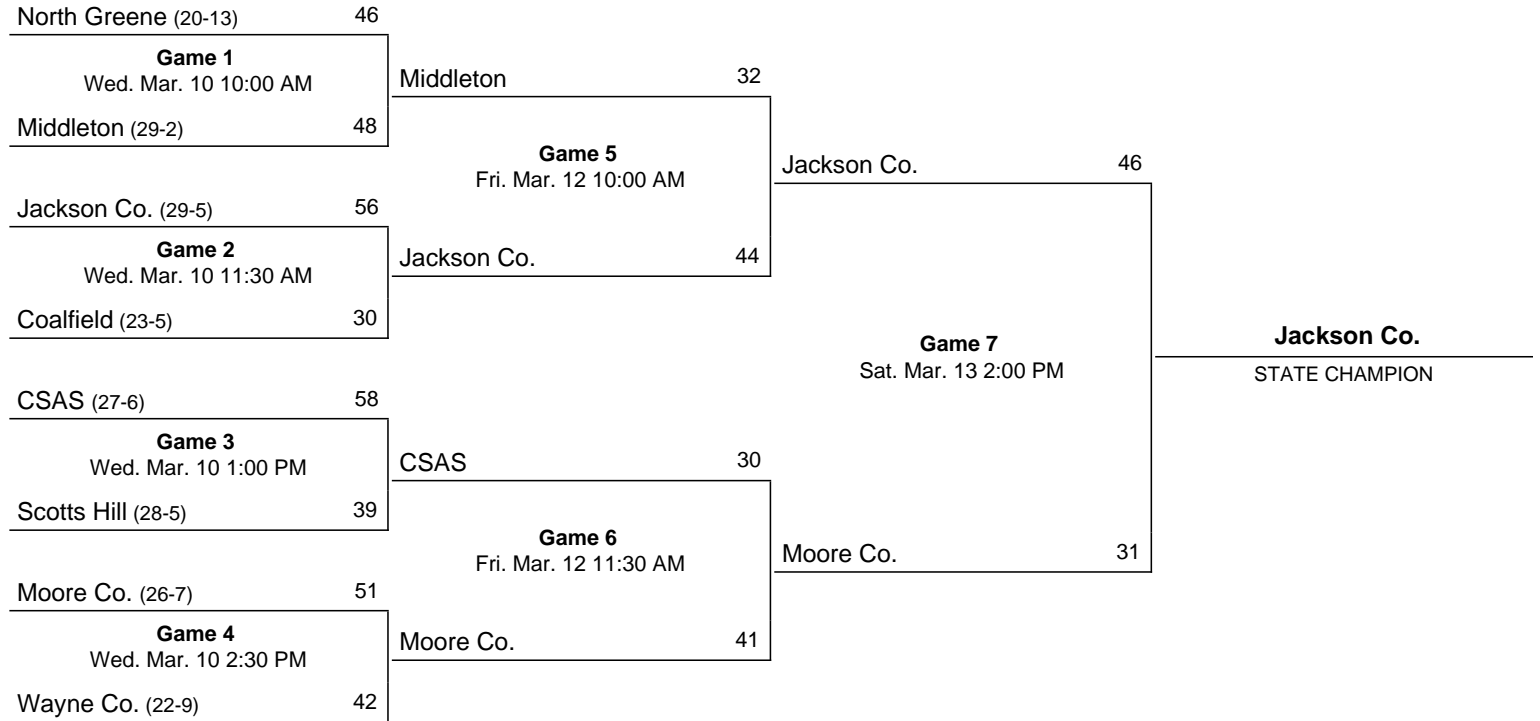 North Greene (20-13) 46
Game 1
Wed. Mar. 10 10:00 AM
Middleton (29-2) 48
Jackson Co. (29-5) 56
Game 2
Wed. Mar. 10 11:30 AM
Coalfield (23-5) 30
CSAS (27-6) 58
Game 3
Wed. Mar. 10 1:00 PM
Scotts Hill (28-5) 39
Moore Co. (26-7) 51
Game 4
Wed. Mar. 10 2:30 PM
Wayne Co. (22-9) 42
Middleton 32
Game 5
Fri. Mar. 12 10:00 AM
Jackson Co. 44
CSAS 30
Game 6
Fri. Mar. 12 11:30 AM
Moore Co. 41
Jackson Co. 46
Game 7
Sat. Mar. 13 2:00 PM
Moore Co. 31
Jackson Co.
STATE CHAMPION